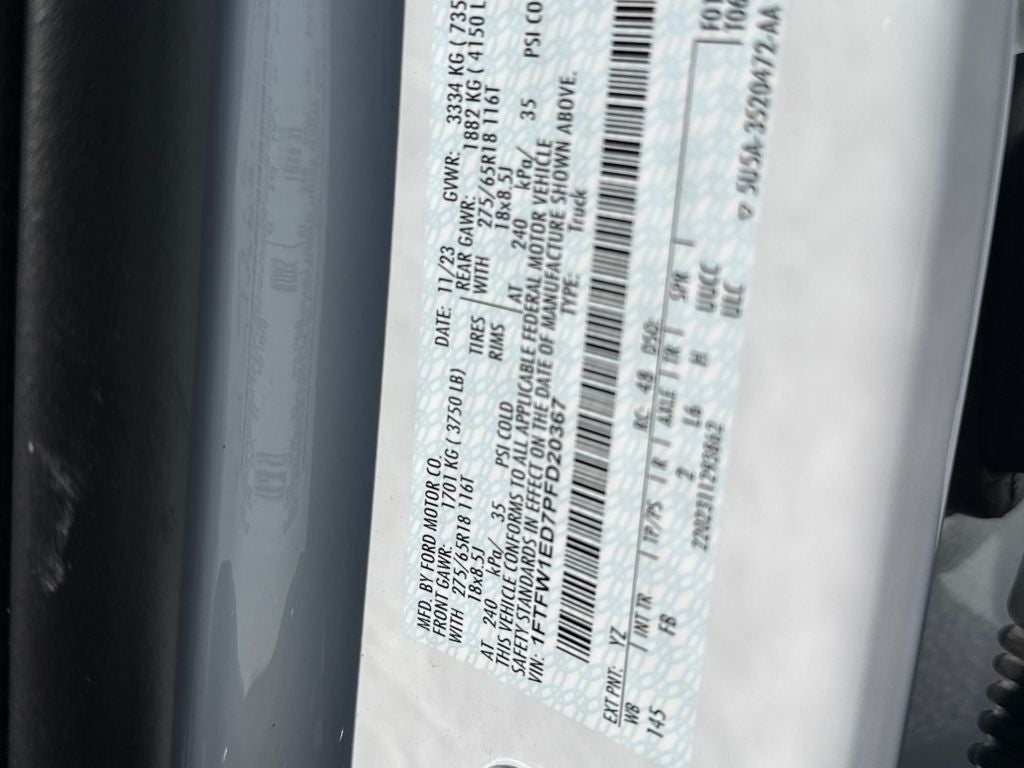 MFD. BY FORD MOTOR CO.
DATE: 11/23 GVWR: 3334 KG ( 735
FRONT GAWR: 1701 KG ( 3750 LB) REAR GAWR: 1882 KG ( 4150 L
WITH 275/65R18 116T TIRES WITH 275/65R18 116T
18x8.5J RIMS 18x8.5J
AT 240 kPa/ 35 PSI COLD AT 240 kPa/ 35 PSI CO
THIS VEHICLE CONFORMS TO ALL APPLICABLE FEDERAL MOTOR VEHICLE
SAFETY STANDARDS IN EFFECT ON THE DATE OF MANUFACTURE SHOWN ABOVE.
VIN: 1FTFW1ED7PFD20367 TYPE: Truck
EXT PNT: YZ RC: 48 DSO:
WB INT TR TP/PS R AXLE TR SPR
145 FB 2 L6 H UUCC
ULC
▽ 5U5A-3520472-AA